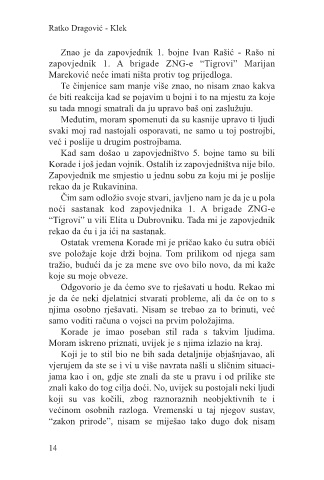 Ratko Dragović - Klek
Znao je da zapovjednik 1. bojne Ivan Rašić - Rašo ni
zapovjednik 1. A brigade ZNG-e “Tigrovi” Marijan
Mareković neće imati ništa protiv tog prijedloga.
Te činjenice sam manje više znao, no nisam znao kakva
će biti reakcija kad se pojavim u bojni i to na mjestu za koje
su tada mnogi smatrali da ju upravo baš oni zaslužuju.
Međutim, moram spomenuti da su kasnije upravo ti ljudi
svaki moj rad nastojali osporavati, ne samo u toj postrojbi,
već i poslije u drugim postrojbama.
Kad sam došao u zapovjedništvo 5. bojne tamo su bili
Korade i još jedan vojnik. Ostalih iz zapovjedništva nije bilo.
Zapovjednik me smjestio u jednu sobu za koju mi je poslije
rekao da je Rukavinina.
Čim sam odložio svoje stvari, javljeno nam je da je u pola
noći sastanak kod zapovjednika 1. A brigade ZNG-e
“Tigrovi” u vili Elita u Dubrovniku. Tada mi je zapovjednik
rekao da ću i ja ići na sastanak.
Ostatak vremena Korade mi je pričao kako ću sutra obići
sve položaje koje drži bojna. Tom prilikom od njega sam
tražio, budući da je za mene sve ovo bilo novo, da mi kaže
koje su moje obveze.
Odgovorio je da ćemo sve to rješavati u hodu. Rekao mi
je da će neki djelatnici stvarati probleme, ali da će on to s
njima osobno rješavati. Nisam se trebao za to brinuti, već
samo voditi računa o vojsci na prvim položajima.
Korade je imao poseban stil rada s takvim ljudima.
Moram iskreno priznati, uvijek je s njima izlazio na kraj.
Koji je to stil bio ne bih sada detaljnije objašnjavao, ali
vjerujem da ste se i vi u više navrata našli u sličnim situaci-
jama kao i on, gdje ste znali da ste u pravu i od prilike ste
znali kako do tog cilja doći. No, uvijek su postojali neki ljudi
koji su vas kočili, zbog raznoraznih neobjektivnih te i
većinom osobnih razloga. Vremenski u taj njegov sustav,
“zakon prirode”, nisam se miješao tako dugo dok nisam
14